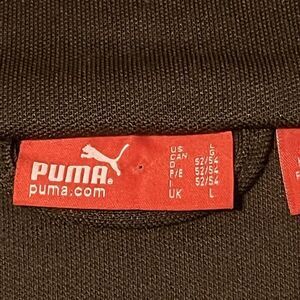 PUMA®
puma.com
US L
CAN G
D 52/54
F/E 52/54
I 52/54
UK L